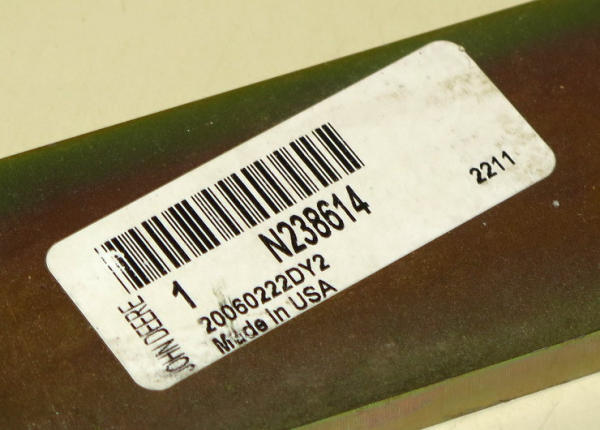 1 N238614
20060222DY2
Made In USA
JOHN DEERE
2211